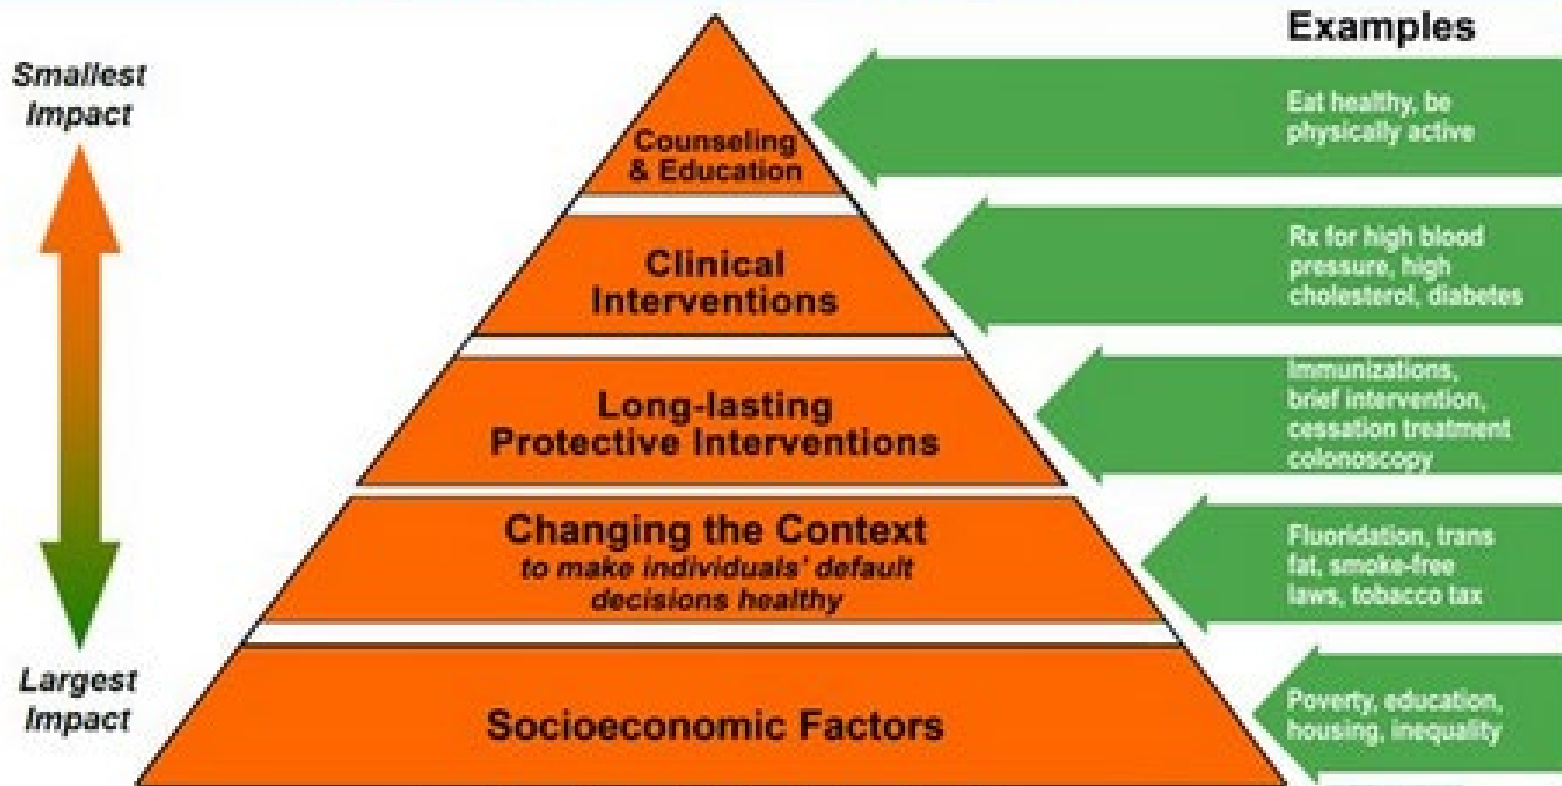 Examples
Smallest
Impact
Counseling
& Education
Eat healthy, be
physically active
Clinical
Interventions
Rx for high blood
pressure, high
cholesterol, diabetes
Long-lasting
Protective Interventions
Immunizations,
brief intervention,
cessation treatment
colonoscopy
Changing the Context
to make individuals' default
decisions healthy
Fluoridation, trans
fat, smoke-free
laws, tobacco tax
Largest
Impact
Socioeconomic Factors
Poverty, education,
housing, inequality